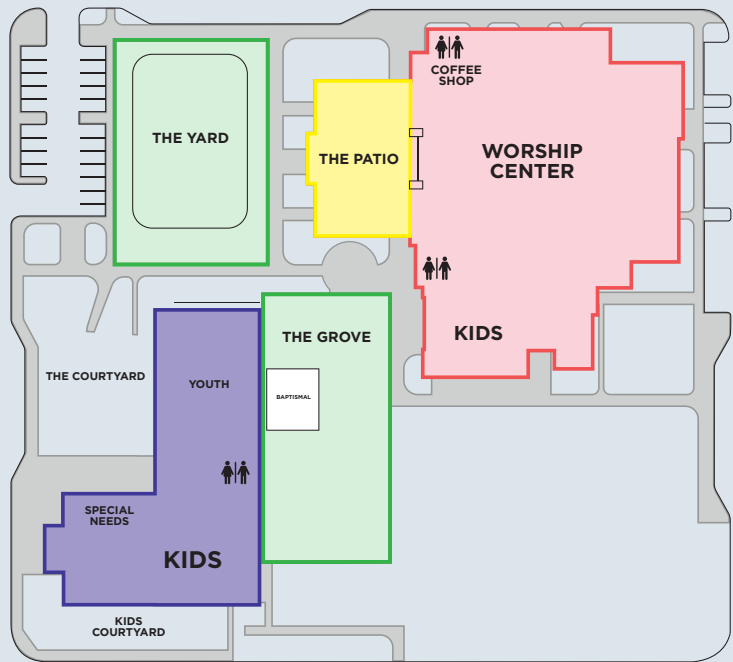 COFFEE
SHOP
THE YARD
THE PATIO
WORSHIP
CENTER
KIDS
THE GROVE
THE COURTYARD
YOUTH
BAPTISMAL
SPECIAL
NEEDS
KIDS
KIDS
COURTYARD